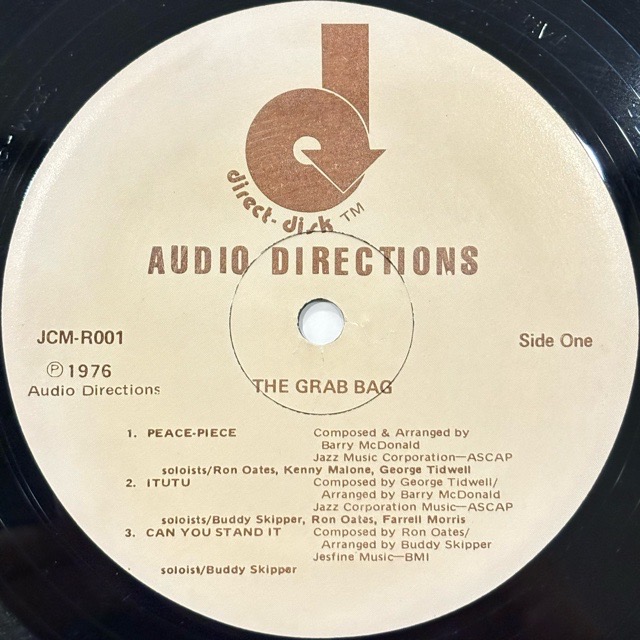 direct-disk TM
AUDIO DIRECTIONS
JCM-R001
Side One
℗ 1976
Audio Directions
THE GRAB BAG
1. PEACE-PIECE Composed & Arranged by
Barry McDonald
Jazz Music Corporation—ASCAP
soloists/Ron Oates, Kenny Malone, George Tidwell
2. ITUTU Composed by George Tidwell/
Arranged by Barry McDonald
Jazz Corporation Music—ASCAP
soloists/Buddy Skipper, Ron Oates, Farrell Morris
3. CAN YOU STAND IT Composed by Ron Oates/
Arranged by Buddy Skipper
Jesfine Music—BMI
soloist/Buddy Skipper